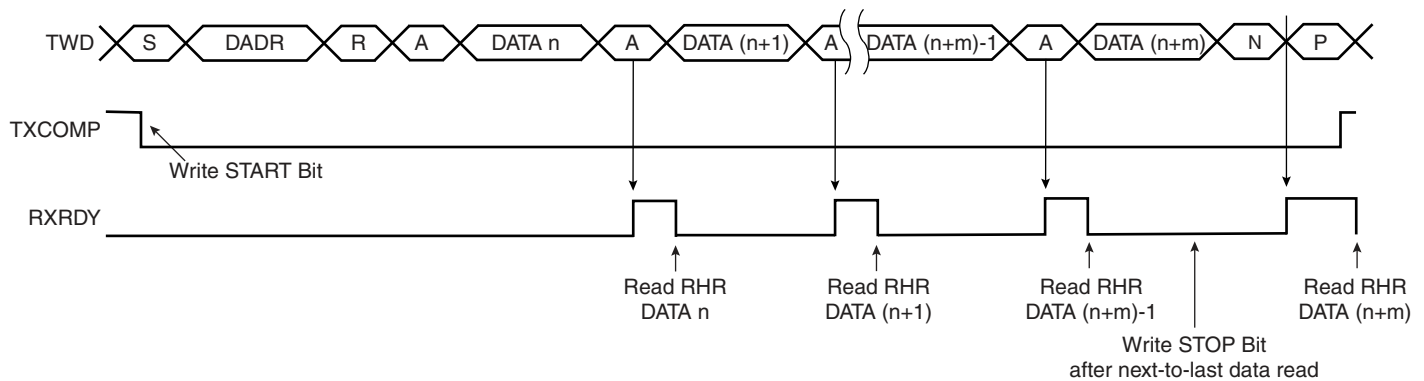 TWD S DADR R A DATA n A DATA (n+1) A DATA (n+m)-1 A DATA (n+m) N P
TXCOMP
Write START Bit
RXRDY
Read RHR Read RHR Read RHR Read RHR
DATA n DATA (n+1) DATA (n+m)-1 DATA (n+m)
Write STOP Bit
after next-to-last data read